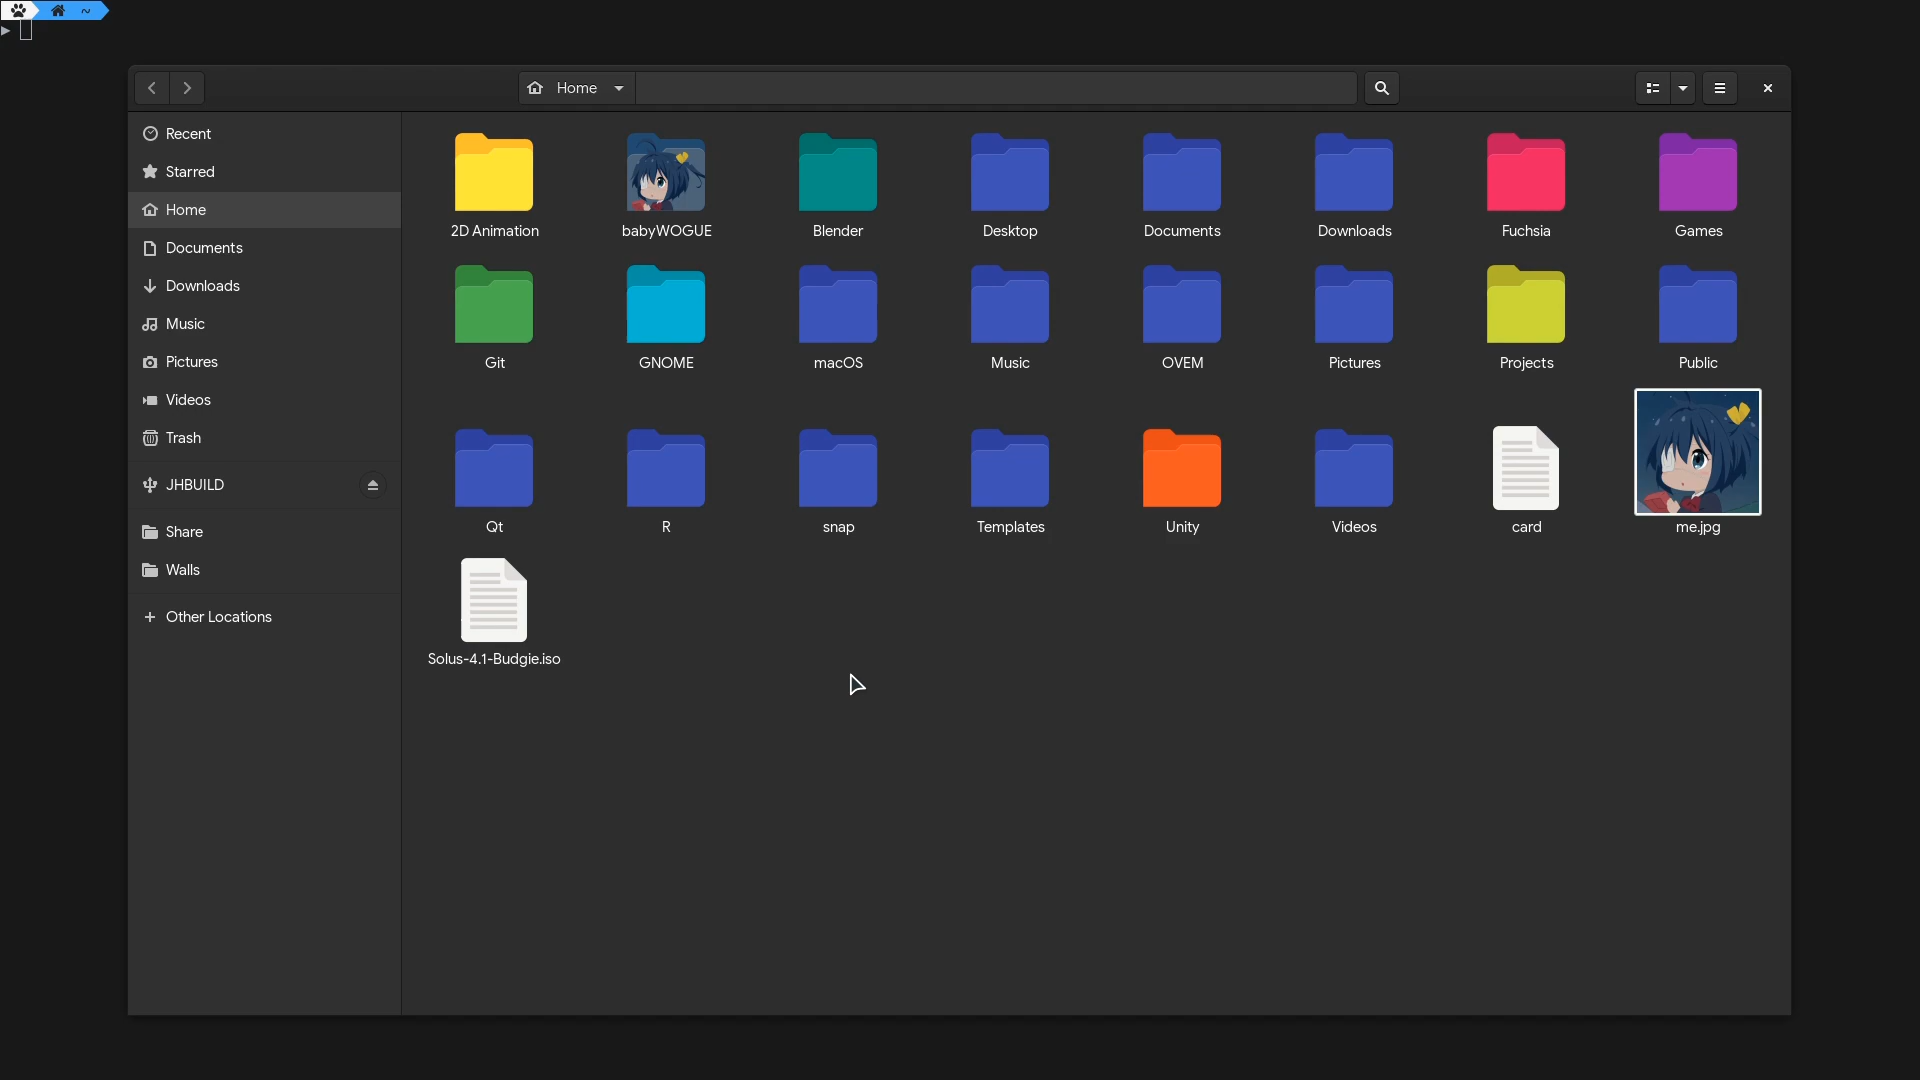 ~
Home
Recent
Starred
Home
Documents
Downloads
Music
Pictures
Videos
Trash
JHBUILD
Share
Walls
Other Locations
2D Animation babyWOGUE Blender Desktop Documents Downloads Fuchsia Games
Git GNOME macOS Music OVEM Pictures Projects Public
Qt R snap Templates Unity Videos card me.jpg
Solus-4.1-Budgie.iso